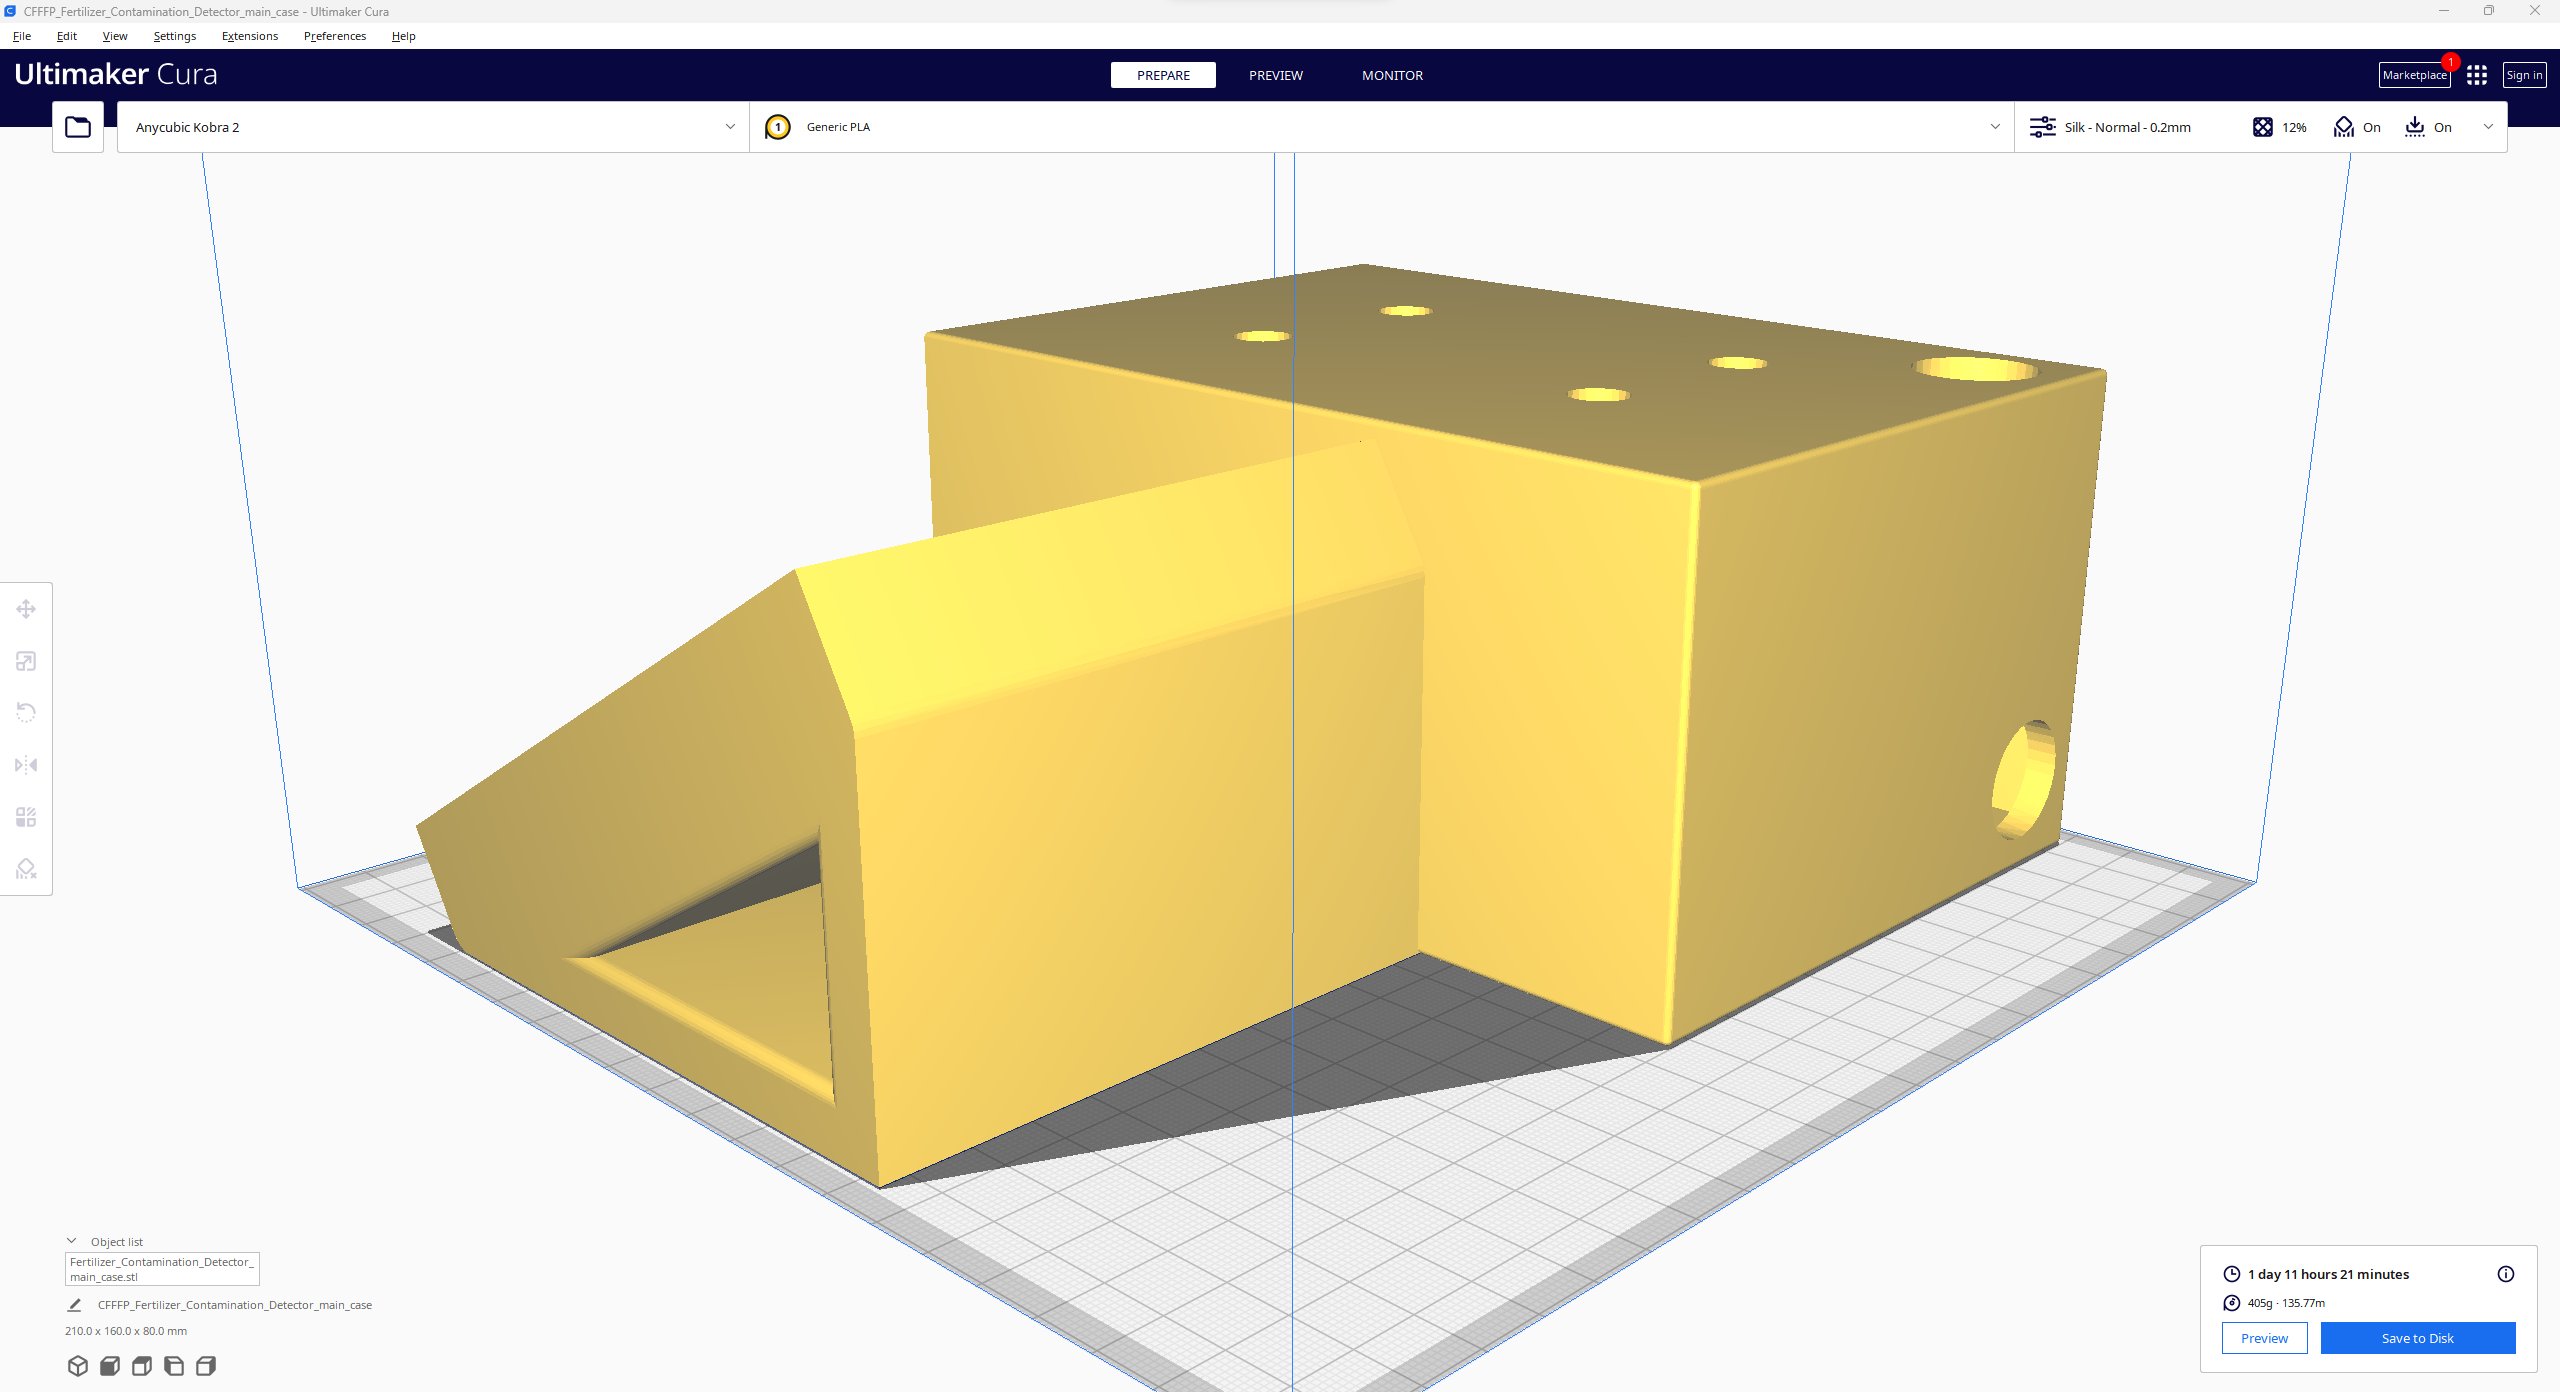 CFFFP_Fertilizer_Contamination_Detector_main_case - Ultimaker Cura
File Edit View Settings Extensions Preferences Help
Ultimaker Cura
PREPARE PREVIEW MONITOR
Marketplace 1 Sign in
Anycubic Kobra 2
1 Generic PLA
Silk - Normal - 0.2mm 12% On On
Object list
Fertilizer_Contamination_Detector_
main_case.stl
CFFFP_Fertilizer_Contamination_Detector_main_case
210.0 x 160.0 x 80.0 mm
1 day 11 hours 21 minutes
405g · 135.77m
Preview Save to Disk